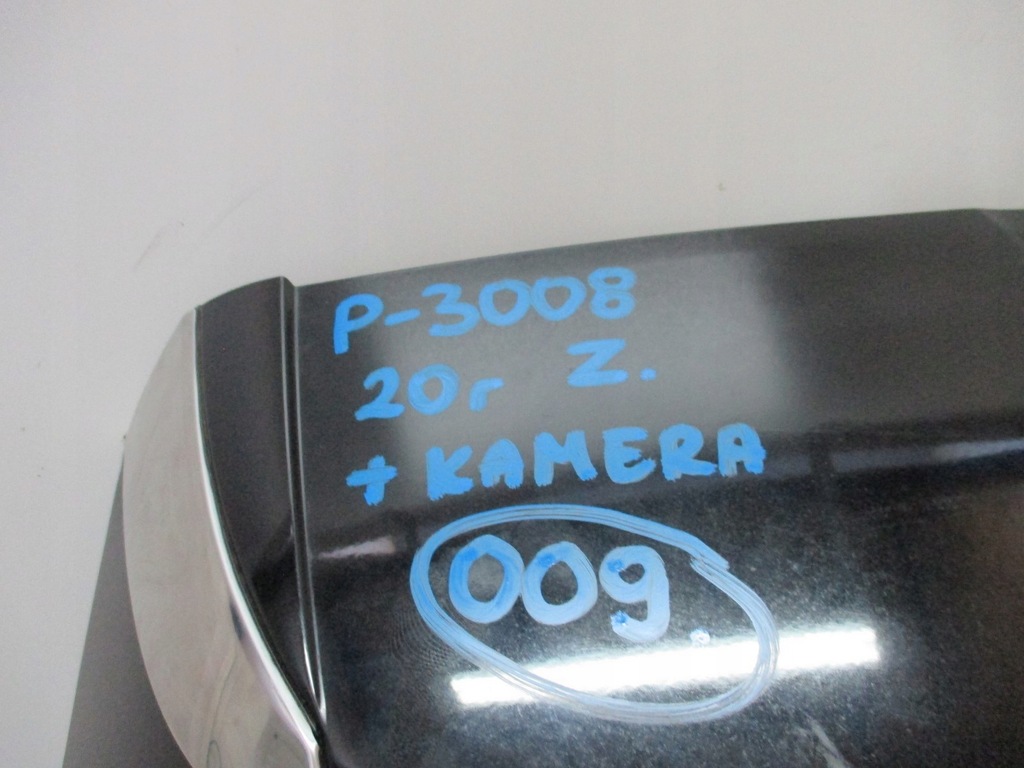 P-3008
20r Z.
+ KAMERA
009.